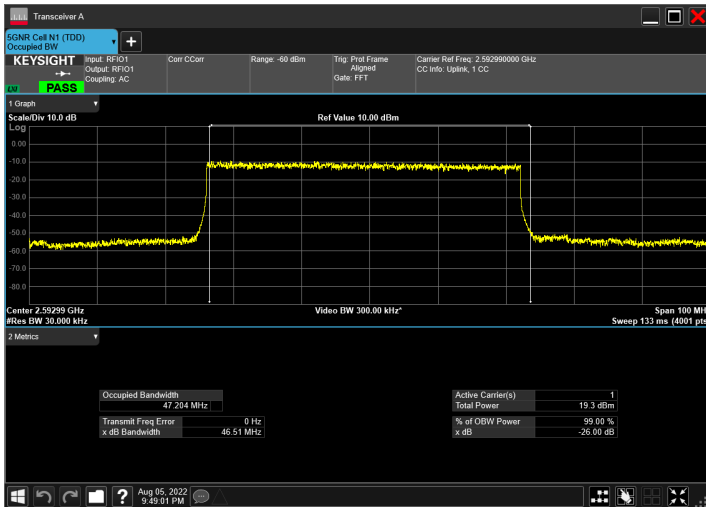 Transceiver A
5GNR Cell N1 (TDD)
Occupied BW
KEYSIGHT
LXI
PASS
Input: RFIO1
Output: RFIO1
Coupling: AC
Corr CCorr
Range: -60 dBm
Trig: Prot Frame
Aligned
Gate: FFT
Carrier Ref Freq: 2.592990000 GHz
CC Info: Uplink, 1 CC
1 Graph
Scale/Div 10.0 dB
Ref Value 10.00 dBm
Log
0.00
-10.0
-20.0
-30.0
-40.0
-50.0
-60.0
-70.0
-80.0
Center 2.59299 GHz
Video BW 300.00 kHz*
Span 100 MH
#Res BW 30.000 kHz
Sweep 133 ms (4001 pts
2 Metrics
Occupied Bandwidth
47.204 MHz
Transmit Freq Error 0 Hz
x dB Bandwidth 46.51 MHz
Active Carrier(s) 1
Total Power 19.3 dBm
% of OBW Power 99.00 %
x dB -26.00 dB
?
Aug 05, 2022
9:49:01 PM